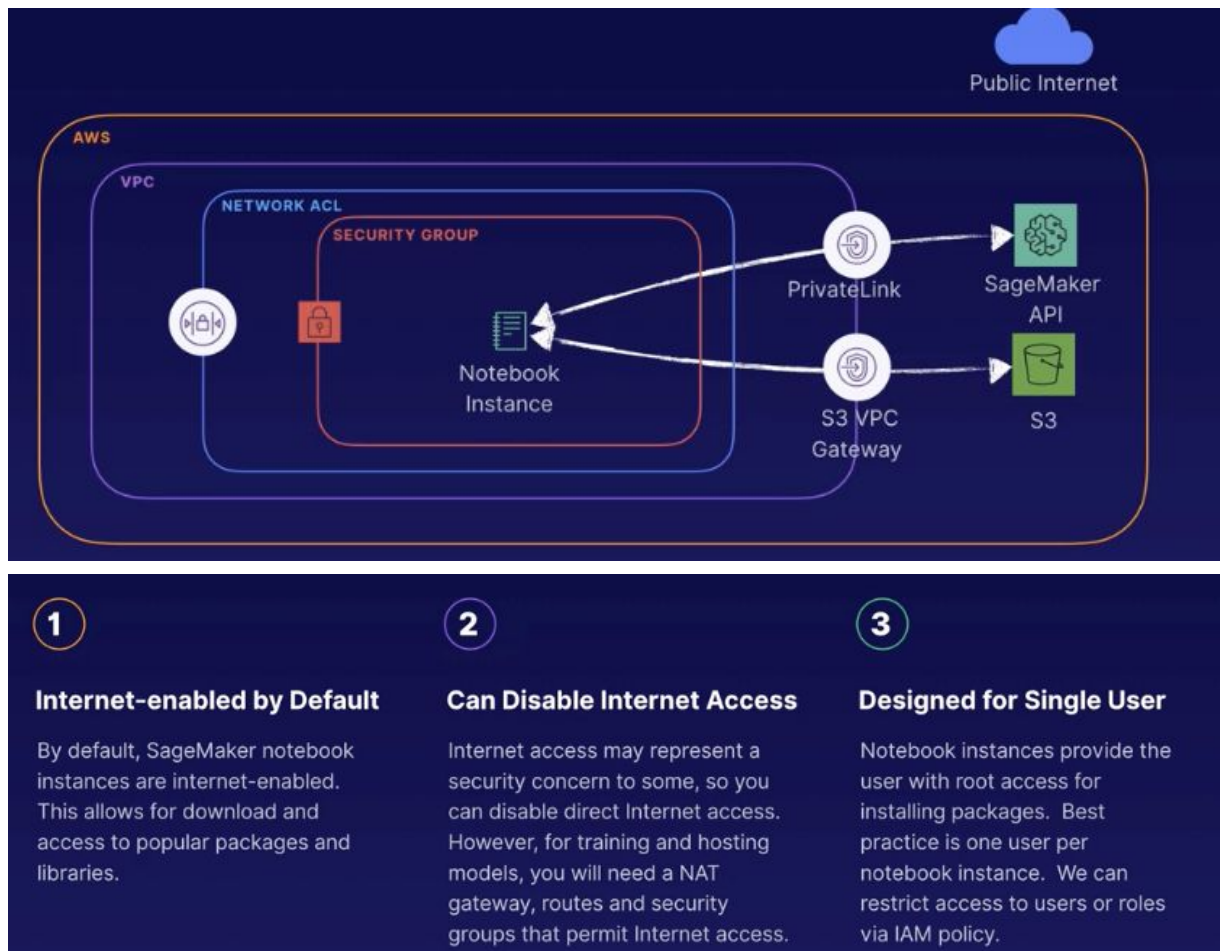 Public Internet
AWS
VPC
NETWORK ACL
SECURITY GROUP
PrivateLink
SageMaker
API
Notebook
Instance
S3 VPC
Gateway
S3
1
Internet-enabled by Default
By default, SageMaker notebook
instances are internet-enabled.
This allows for download and
access to popular packages and
libraries.
2
Can Disable Internet Access
Internet access may represent a
security concern to some, so you
can disable direct Internet access.
However, for training and hosting
models, you will need a NAT
gateway, routes and security
groups that permit Internet access.
3
Designed for Single User
Notebook instances provide the
user with root access for
installing packages. Best
practice is one user per
notebook instance. We can
restrict access to users or roles
via IAM policy.